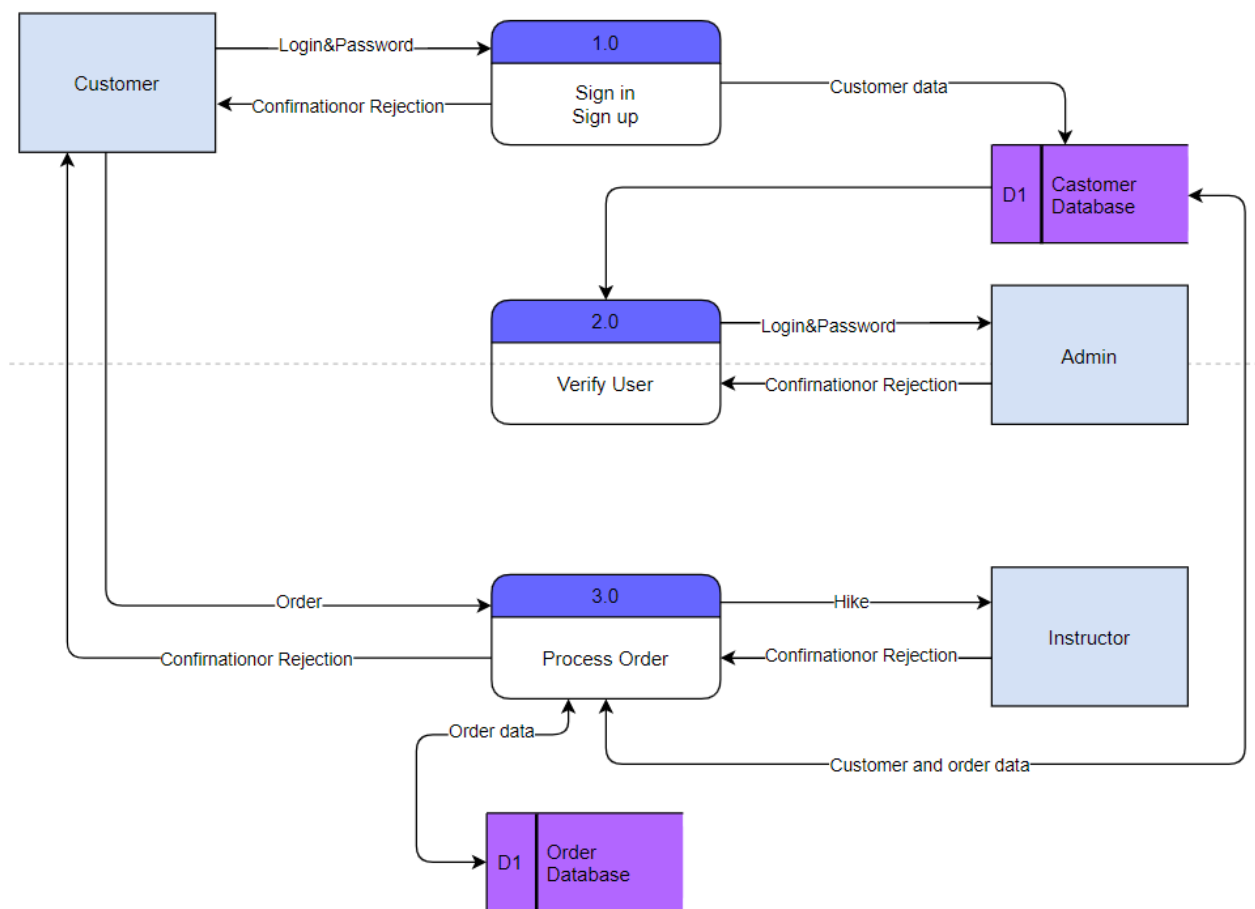 Customer
Login&Password
Confirnationor Rejection
1.0
Sign in
Sign up
Customer data
D1
Castomer
Database
2.0
Verify User
Login&Password
Confirnationor Rejection
Admin
Order
Confirnationor Rejection
3.0
Process Order
Hike
Confirnationor Rejection
Instructor
Order data
Customer and order data
D1
Order
Database